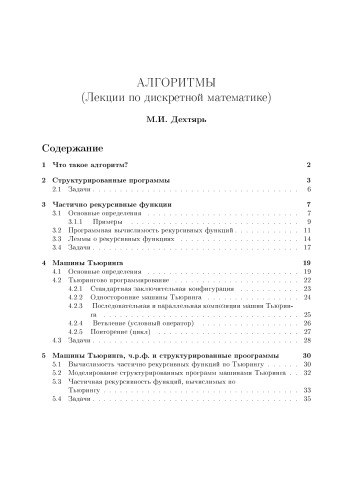 АЛГОРИТМЫ
(Лекции по дискретной математике)
М.И. Дехтярь
Содержание
1 Что такое алгоритм? 2
2 Структурированные программы 3
2.1 Задачи . . . . . . . . . . . . . . . . . . . . . . . . . . . . . . . . . . . 6
3 Частично рекурсивные функции 7
3.1 Основные определения . . . . . . . . . . . . . . . . . . . . . . . . . . 7
3.1.1 Примеры . . . . . . . . . . . . . . . . . . . . . . . . . . . . . . 9
3.2 Программная вычислимость рекурсивных функций . . . . . . . . . . . 11
3.3 Леммы о рекурсивных функциях . . . . . . . . . . . . . . . . . . . . 14
3.4 Задачи . . . . . . . . . . . . . . . . . . . . . . . . . . . . . . . . . . . 17
4 Машины Тьюринга 19
4.1 Основные определения . . . . . . . . . . . . . . . . . . . . . . . . . . 19
4.2 Тьюрингово программирование . . . . . . . . . . . . . . . . . . . . . 22
4.2.1 Стандартная заключительная конфигурация . . . . . . . . . . 23
4.2.2 Односторонние машины Тьюринга . . . . . . . . . . . . . . . . 24
4.2.3 Последовательная и параллельная композиции машин Тьюрин-
га . . . . . . . . . . . . . . . . . . . . . . . . . . . . . . . . . . 25
4.2.4 Ветвление (условный оператор) . . . . . . . . . . . . . . . . . 26
4.2.5 Повторение (цикл) . . . . . . . . . . . . . . . . . . . . . . . . 27
4.3 Задачи . . . . . . . . . . . . . . . . . . . . . . . . . . . . . . . . . . . 28
5 Машины Тьюринга, ч.р.ф. и структурированные проограммы 30
5.1 Вычислимость частично рекурсивных функций по Тьюрингу . . . . . . 30
5.2 Моделирование структурированных программ машинами Тьюринга . . 32
5.3 Частичная рекурсивность функций, вычислимых по
Тьюрингу . . . . . . . . . . . . . . . . . . . . . . . . . . . . . . . . . 33
5.4 Задачи . . . . . . . . . . . . . . . . . . . . . . . . . . . . . . . . . . . 35